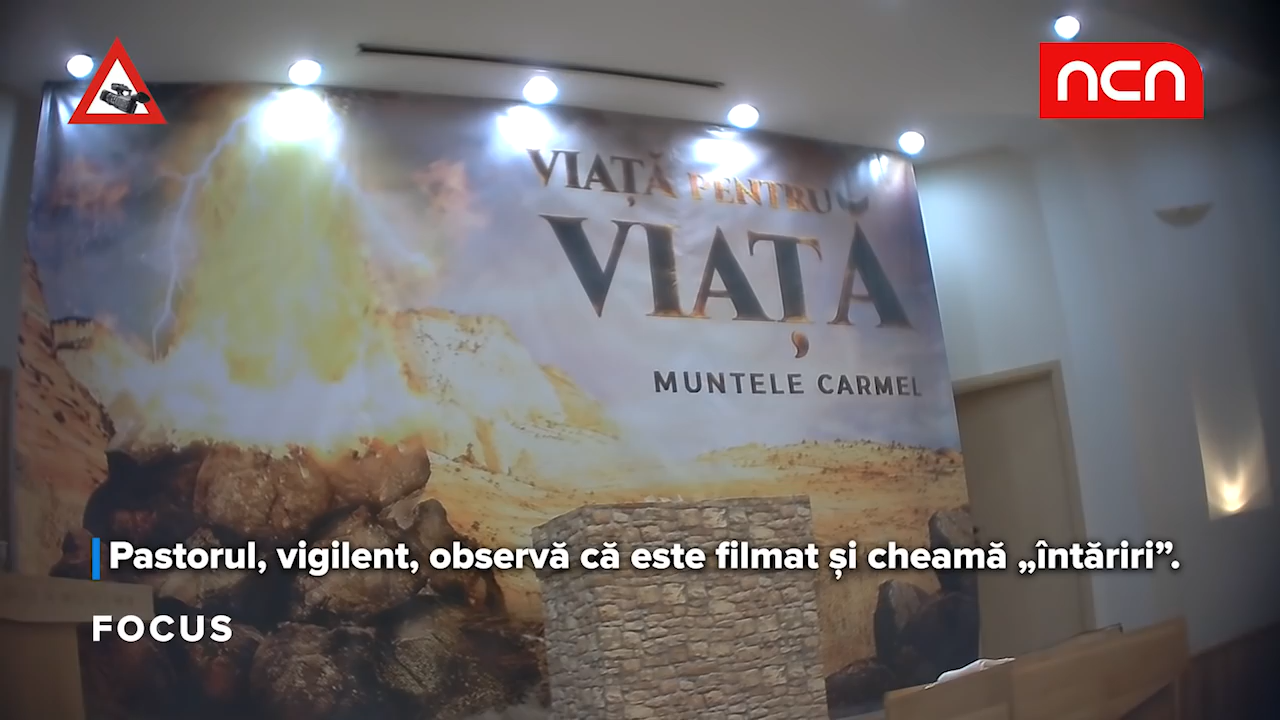 ncn
VIAȚĂ PENTRU
VIAȚĂ
MUNTELE CARMEL
Pastorul, vigilent, observă că este filmat și cheamă „întăriri”.
FOCUS